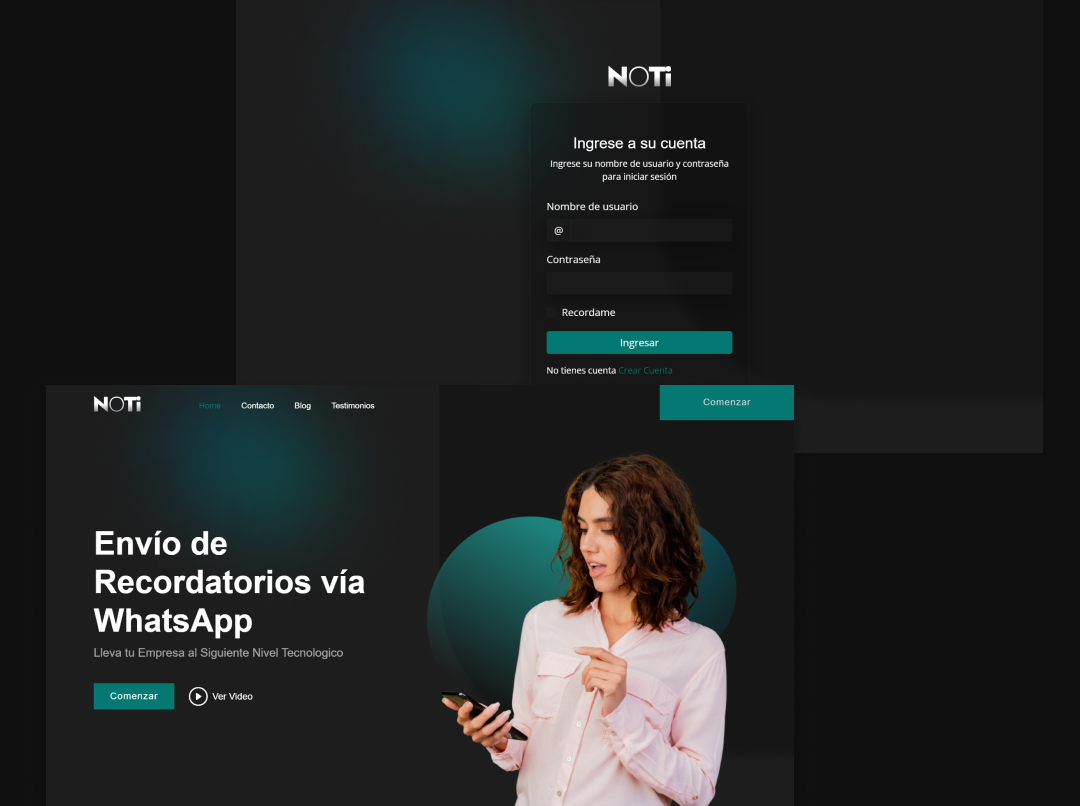 NOTi
Ingrese a su cuenta
Ingrese su nombre de usuario y contraseña
para iniciar sesión
Nombre de usuario
@
Contraseña
Recordame
Ingresar
No tienes cuenta Crear Cuenta
NOTi
Home Contacto Blog Testimonios
Comenzar
Envío de
Recordatorios vía
WhatsApp
Lleva tu Empresa al Siguiente Nivel Tecnologico
Comenzar Ver Video